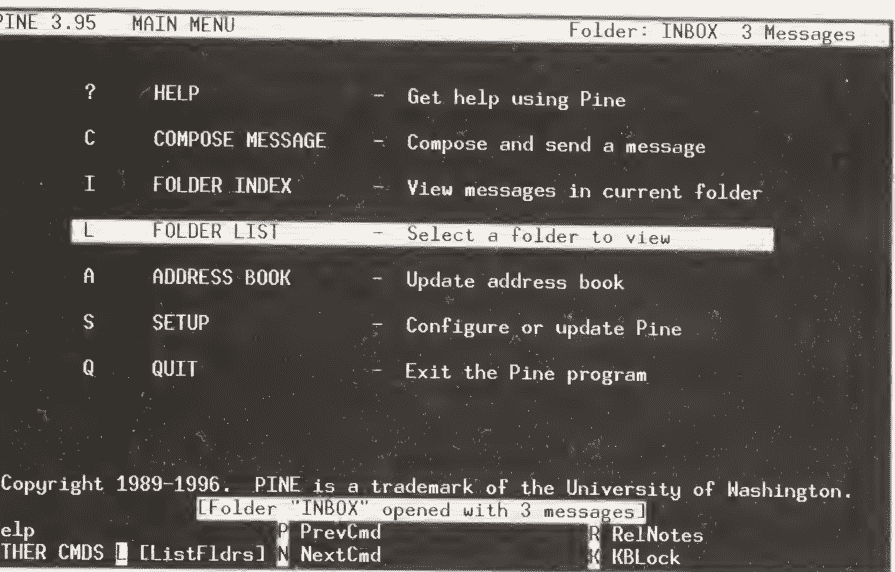 PINE 3.95 MAIN MENU Folder: INBOX 3 Messages
? HELP - Get help using Pine
C COMPOSE MESSAGE - Compose and send a message
I FOLDER INDEX - View messages in current folder
L FOLDER LIST - Select a folder to view
A ADDRESS BOOK - Update address book
S SETUP - Configure or update Pine
Q QUIT - Exit the Pine program
Copyright 1989-1996. PINE is a trademark of the University of Washington.
[Folder "INBOX" opened with 3 messages]
elp P PrevCmd R RelNotes
THER CMDS L [ListFldrs] N NextCmd K KBLock